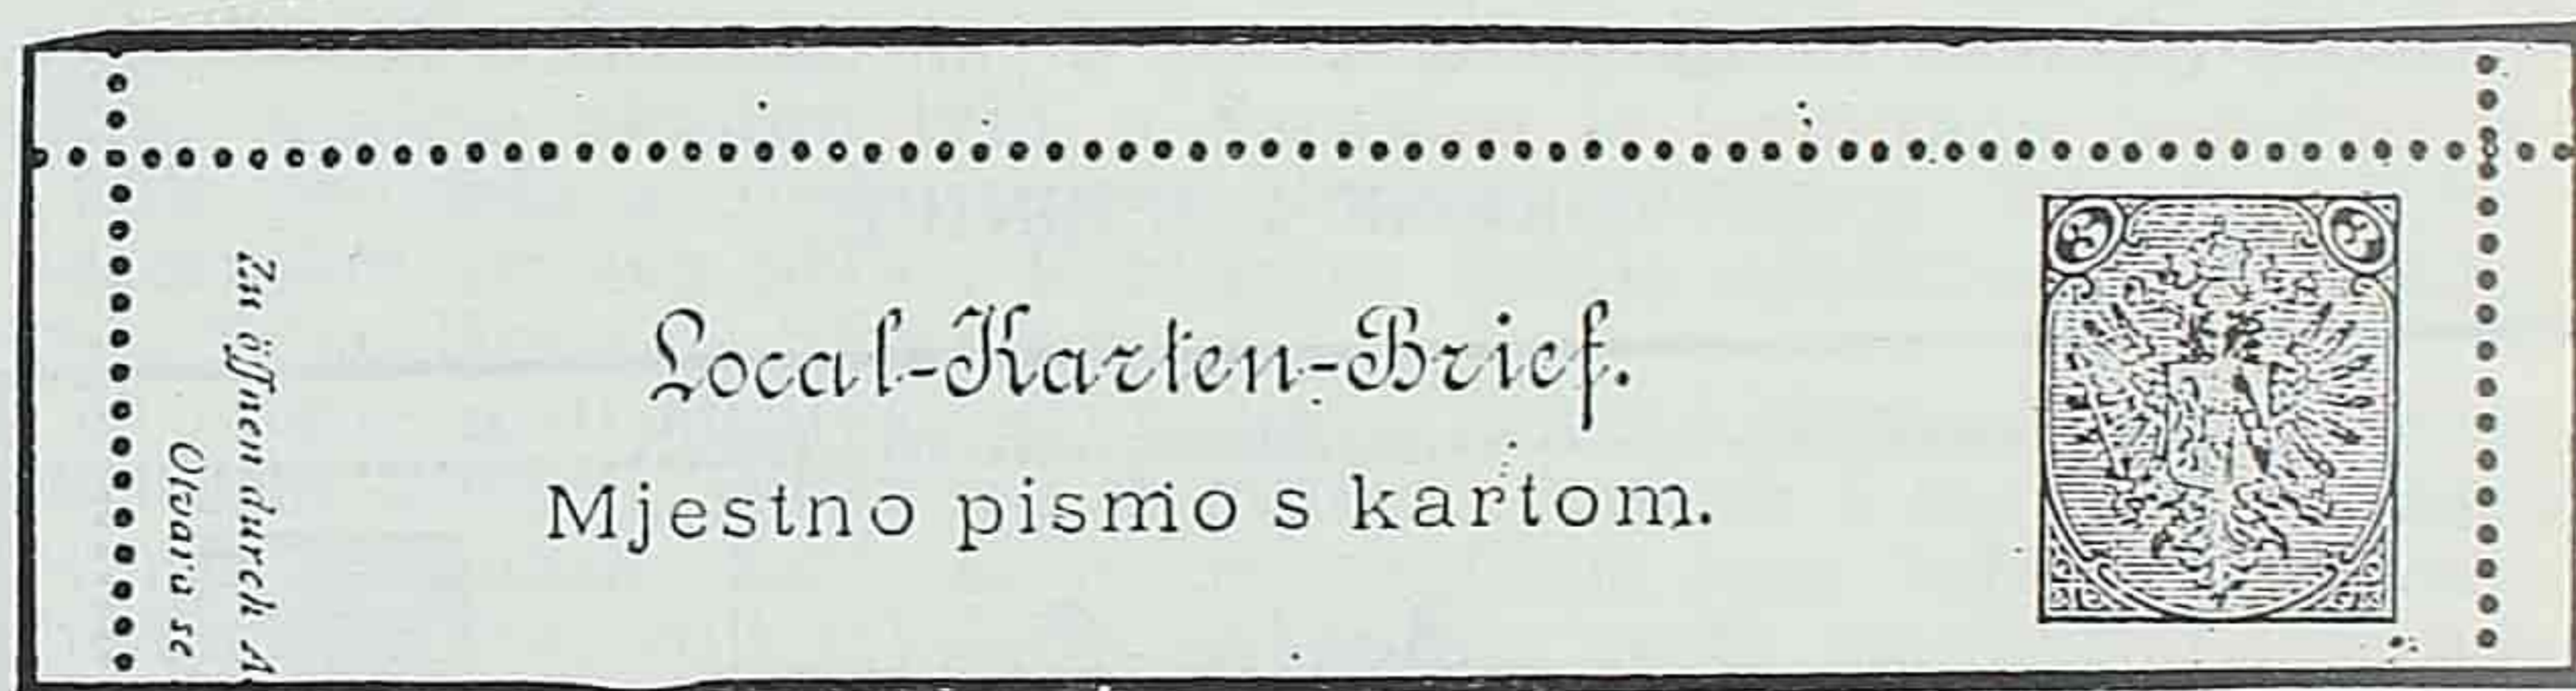 Local-Karten-Brief.
Mjestno pismo s kartom.
Zu öffnen durch A
Otvara se